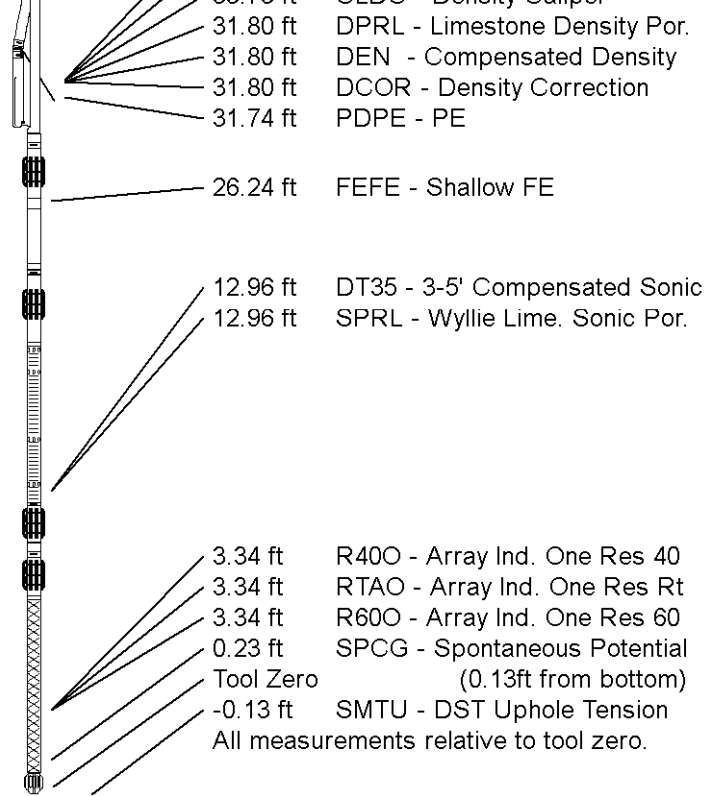 31.80 ft DPRL - Limestone Density Por.
31.80 ft DEN - Compensated Density
31.80 ft DCOR - Density Correction
31.74 ft PDPE - PE
26.24 ft FEFE - Shallow FE
12.96 ft DT35 - 3-5' Compensated Sonic
12.96 ft SPRL - Wyllie Lime. Sonic Por.
3.34 ft R40O - Array Ind. One Res 40
3.34 ft RTAO - Array Ind. One Res Rt
3.34 ft R60O - Array Ind. One Res 60
0.23 ft SPCG - Spontaneous Potential
Tool Zero (0.13ft from bottom)
-0.13 ft SMTU - DST Uphole Tension
All measurements relative to tool zero.